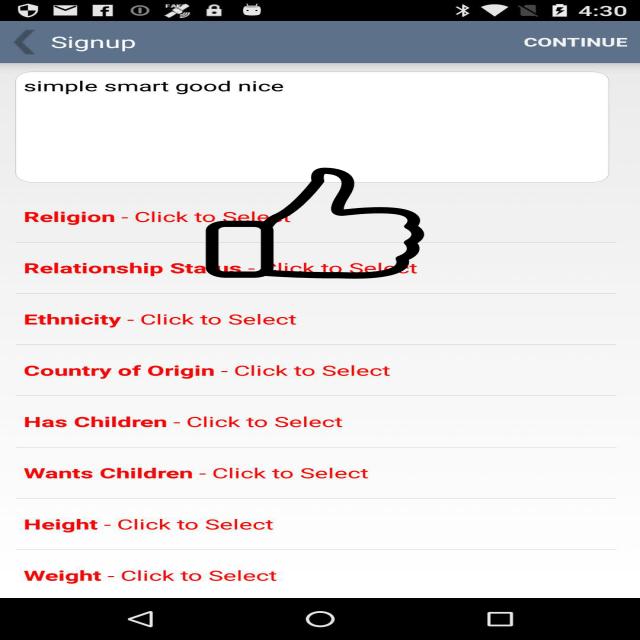 4:30
Signup CONTINUE
simple smart good nice
Religion - Click to Select
Relationship Status - Click to Select
Ethnicity - Click to Select
Country of Origin - Click to Select
Has Children - Click to Select
Wants Children - Click to Select
Height - Click to Select
Weight - Click to Select